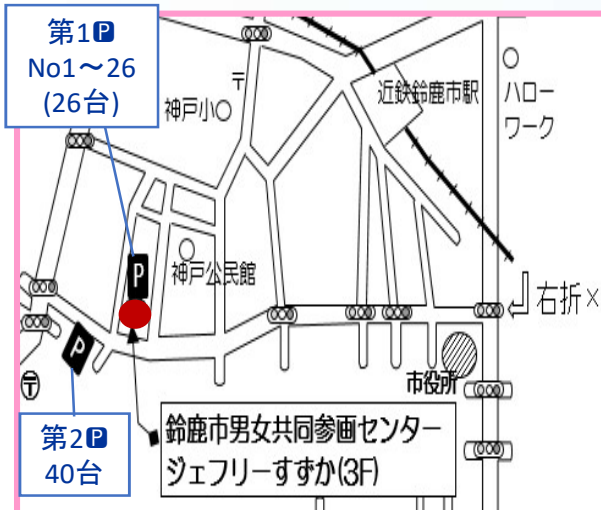 第1🅿
No1～26
(26台)
〒
神戸小
近鉄鈴鹿市駅
ハロー
ワーク
P
神戸公民館
右折×
P
市役所
〒
第2🅿
40台
鈴鹿市男女共同参画センター
ジェフリーすずか(3F)